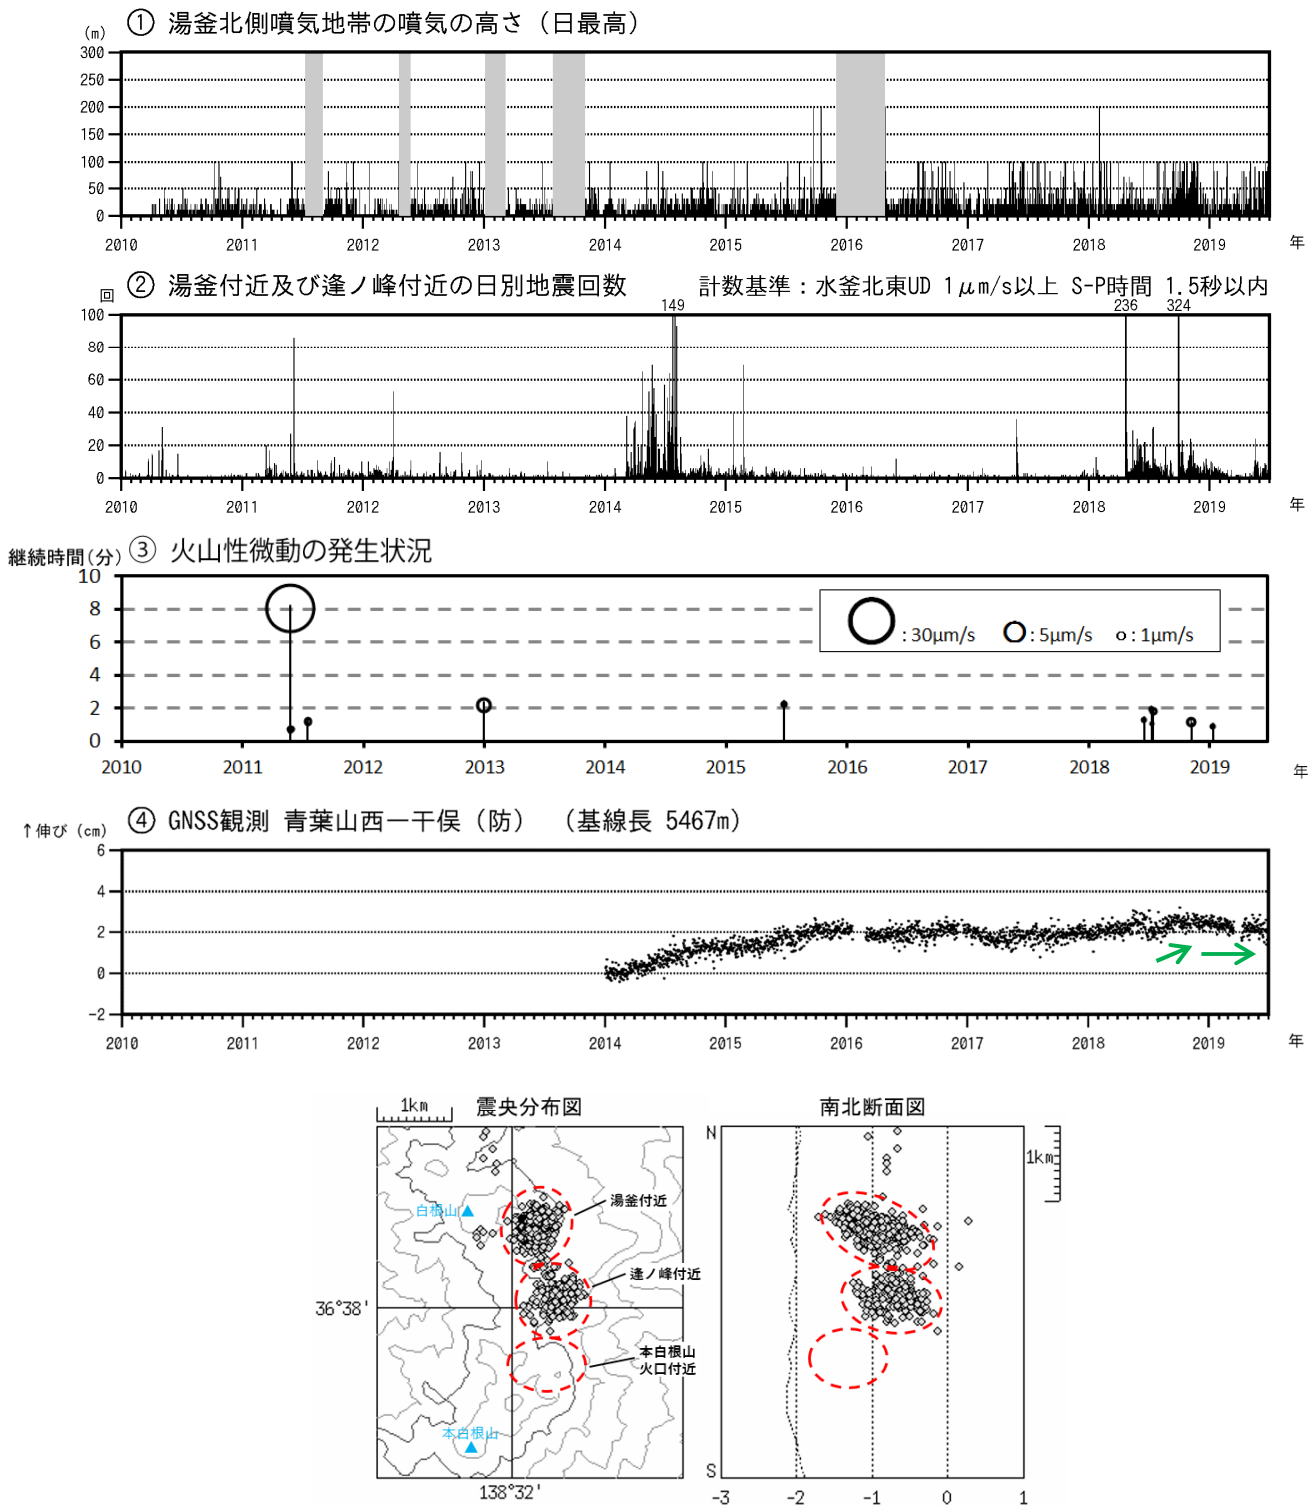 ① 湯釜北側噴気地帯の噴気の高さ（日最高）
(m)
300
250
200
150
100
50
0
2010 2011 2012 2013 2014 2015 2016 2017 2018 2019 年
② 湯釜付近及び逢ノ峰付近の日別地震回数 計数基準：水釜北東UD 1μm/s以上 S-P時間 1.5秒以内
回
149 236 324
100
80
60
40
20
0
2010 2011 2012 2013 2014 2015 2016 2017 2018 2019 年
③ 火山性微動の発生状況
継続時間(分)
10
8
6
4
2
0
: 30μm/s : 5μm/s : 1μm/s
2010 2011 2012 2013 2014 2015 2016 2017 2018 2019 年
④ GNSS観測 青葉山西－干俣（防） （基線長 5467m）
↑伸び（cm）
6
4
2
0
-2
2010 2011 2012 2013 2014 2015 2016 2017 2018 2019 年
1km 震央分布図
白根山
湯釜付近
逢ノ峰付近
36°38'
本白根山
火口付近
本白根山
138°32'
南北断面図
N
1km
S
-3 -2 -1 0 1